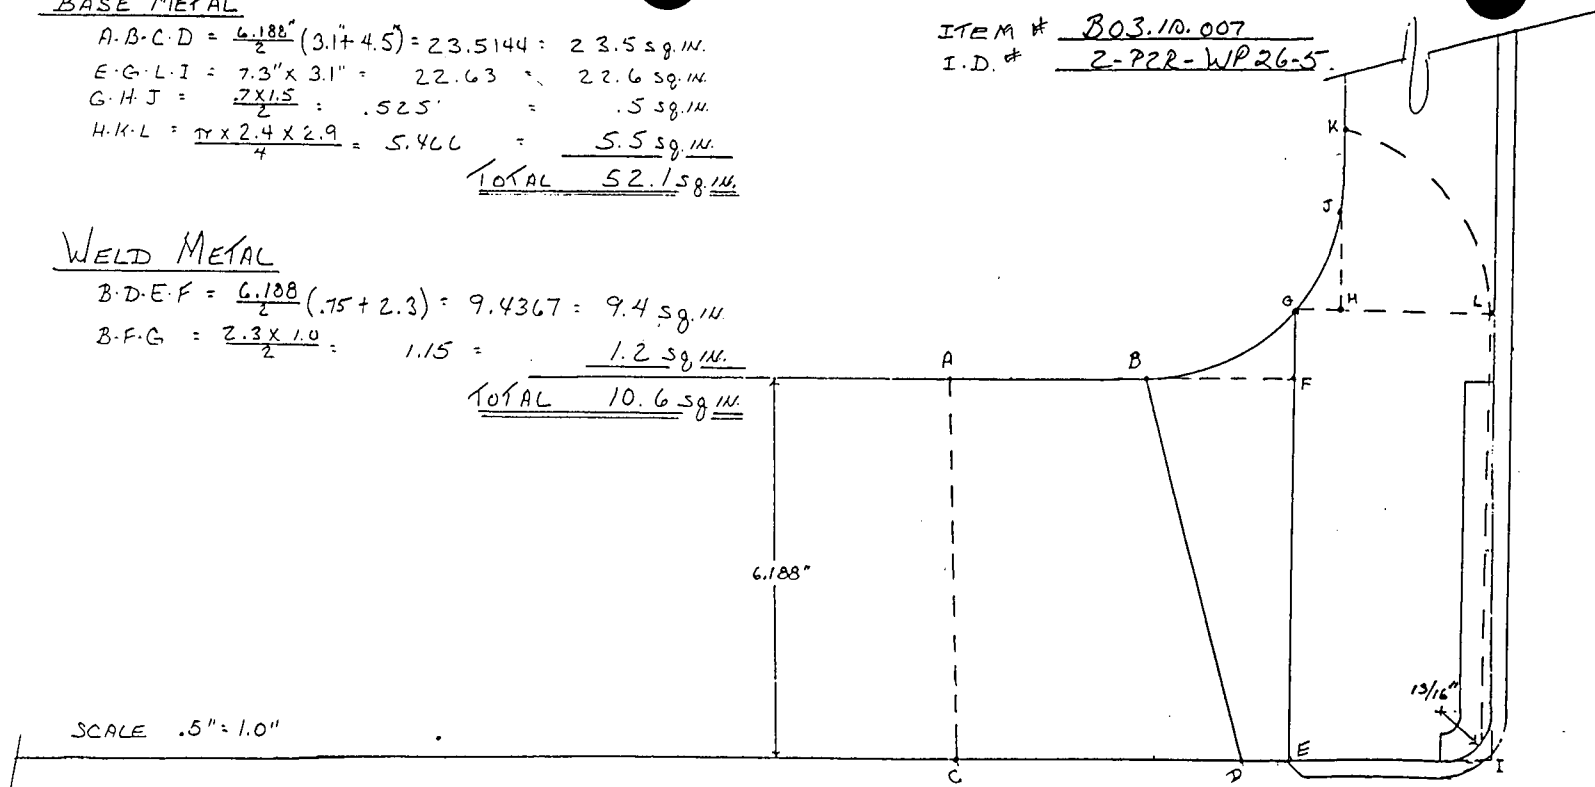 BASE METAL
A·B·C·D = 6.188"/2 (3.1"+ 4.5") = 23.5144 = 23.5 sq.IN.
E·G·L·I = 7.3" x 3.1" = 22.63 = 22.6 sq.IN.
G·H·J = .7X1.5/2 = .525 = .5 sq.IN.
H·K·L = π x 2.4 x 2.9/4 = 5.466 = 5.5 sq.IN.
TOTAL 52.1 sq.IN.
WELD METAL
B·D·E·F = 6.188/2 (.75 + 2.3) = 9.4367 = 9.4 sq.IN.
B·F·G = 2.3 X 1.0/2 = 1.15 = 1.2 sq IN.
TOTAL 10.6 sq IN.
ITEM # B03.10.007
I.D. # 2-PZR-WP26-5
K
J
G H L
A B
F
6.188"
13/16"
SCALE .5" = 1.0"
E
C D I